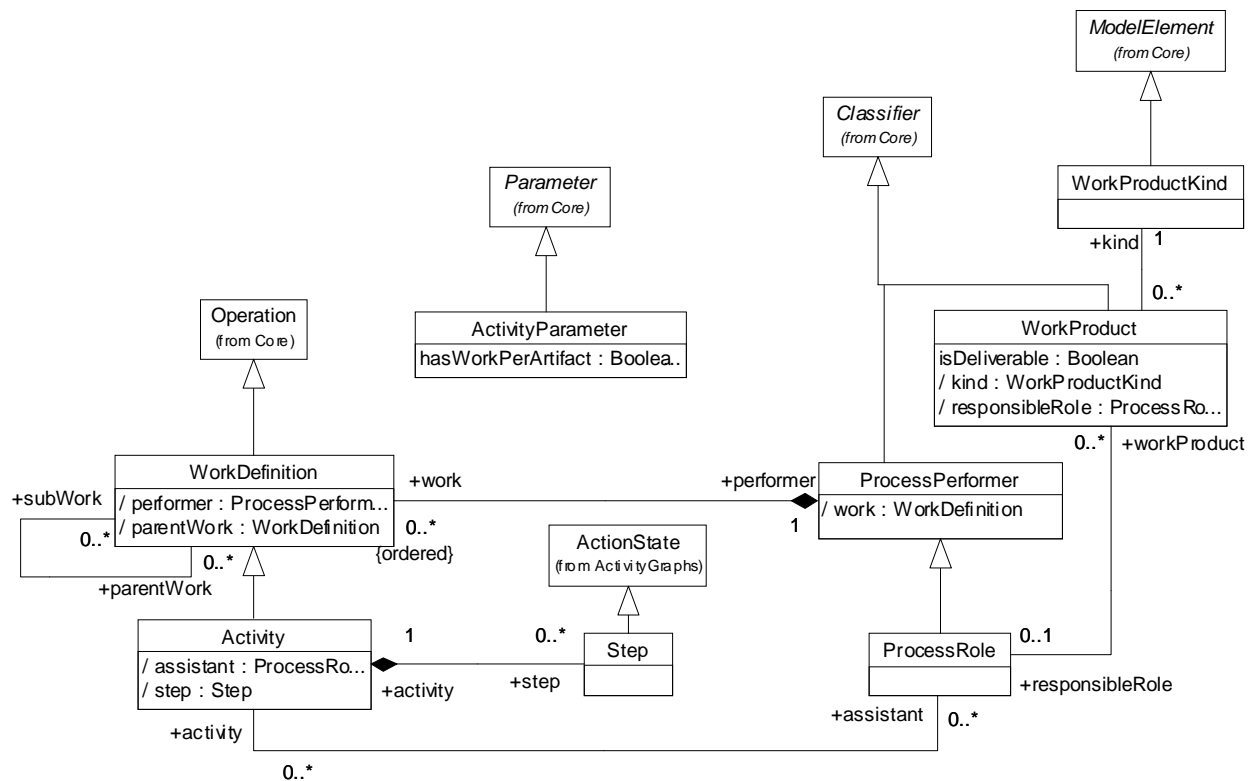 ModelElement
(from Core)
Classifier
(from Core)
WorkProductKind
Parameter
(from Core)
+kind
1
0..*
Operation
(from Core)
ActivityParameter
hasWorkPerArtifact : Boolea..
WorkProduct
isDeliverable : Boolean
/ kind : WorkProductKind
/ responsibleRole : ProcessRo...
0..*
+workProduct
WorkDefinition
/ performer : ProcessPerform...
/ parentWork : WorkDefinition
+subWork
0..*
0..*
+parentWork
+work
0..*
{ordered}
+performer
1
ProcessPerformer
/ work : WorkDefinition
ActionState
(from ActivityGraphs)
Activity
/ assistant : ProcessRo...
/ step : Step
1
+activity
0..*
+step
Step
ProcessRole
0..1
+responsibleRole
+assistant
0..*
+activity
0..*